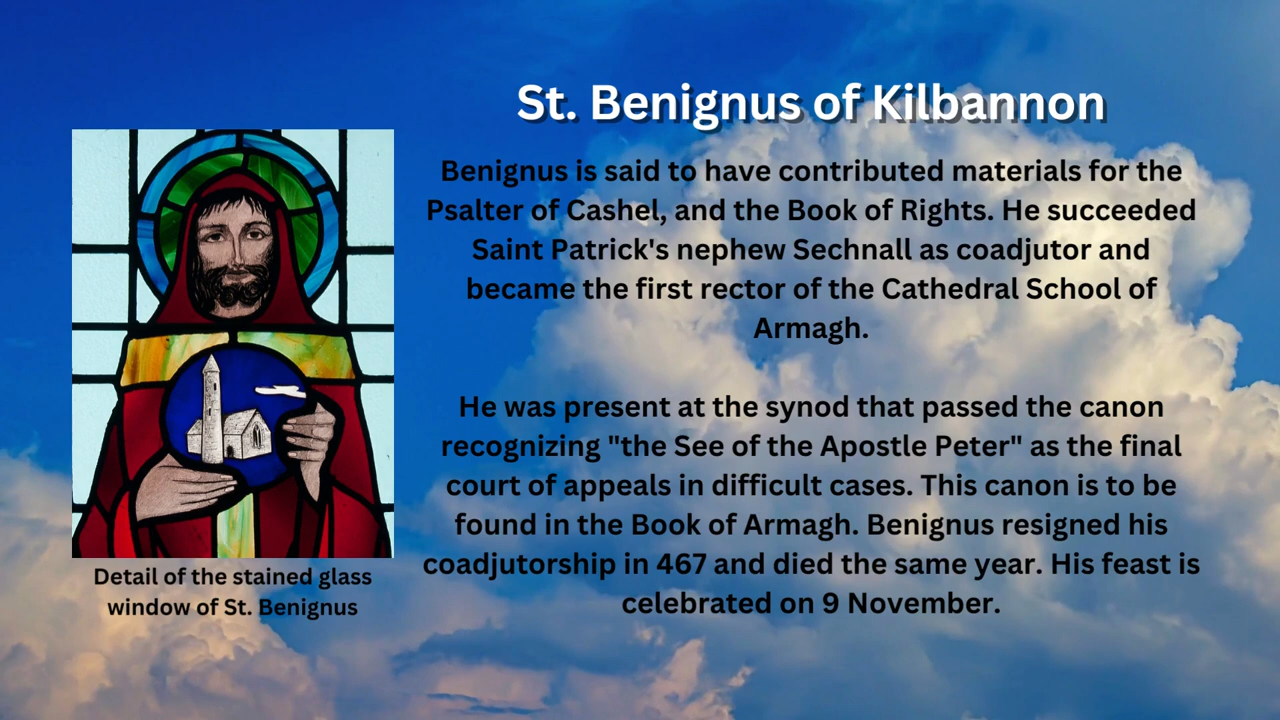 St. Benignus of Kilbannon
Benignus is said to have contributed materials for the
Psalter of Cashel, and the Book of Rights. He succeeded
Saint Patrick's nephew Sechnall as coadjutor and
became the first rector of the Cathedral School of
Armagh.
He was present at the synod that passed the canon
recognizing "the See of the Apostle Peter" as the final
court of appeals in difficult cases. This canon is to be
found in the Book of Armagh. Benignus resigned his
coadjutorship in 467 and died the same year. His feast is
celebrated on 9 November.
Detail of the stained glass
window of St. Benignus